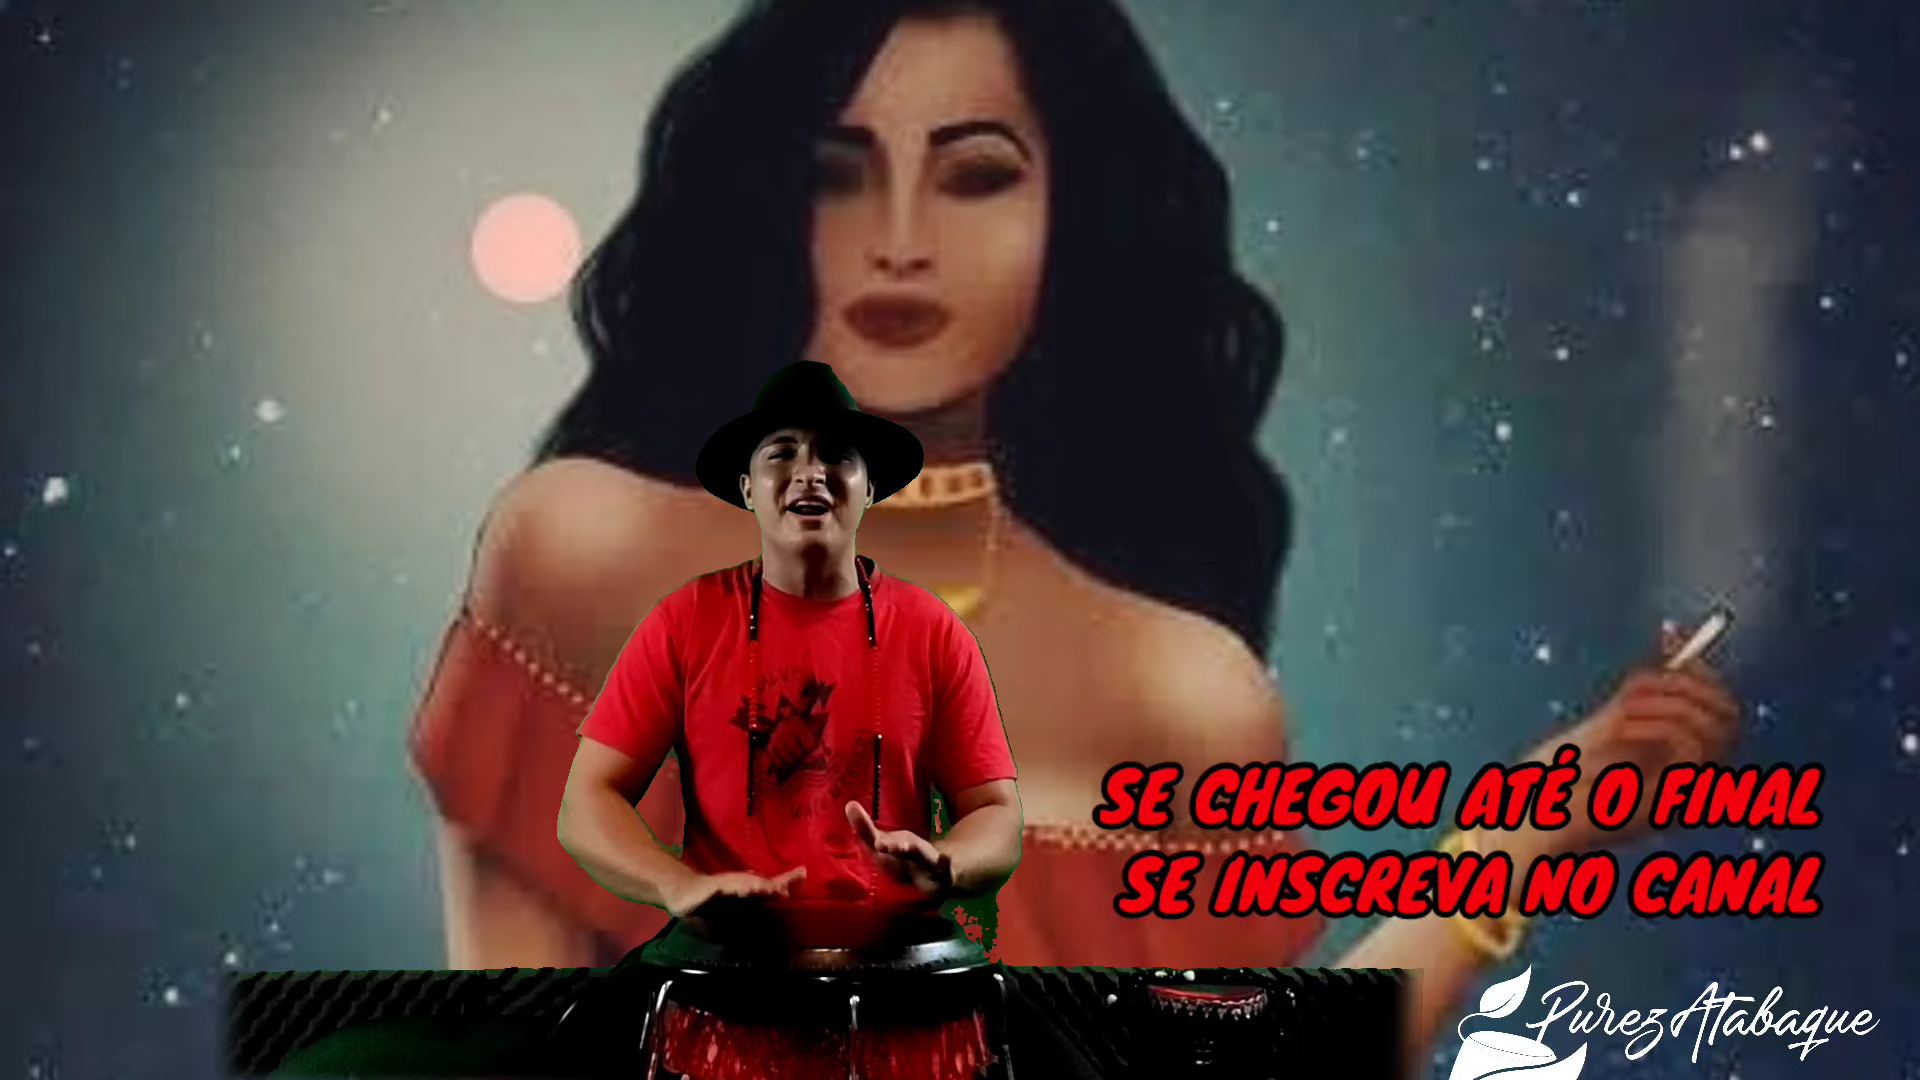 SE CHEGOU ATÉ O FINAL
SE INSCREVA NO CANAL
PurezAtabaque